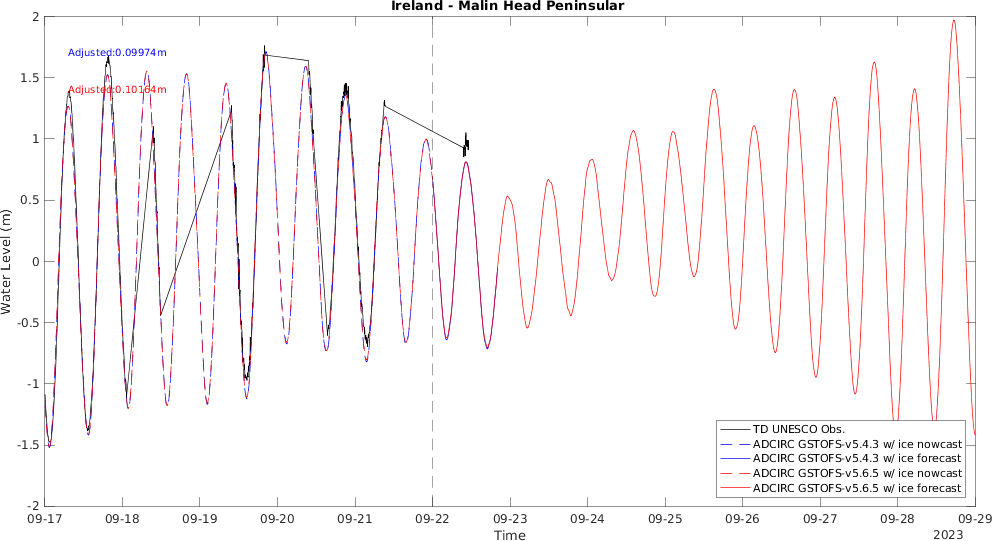 Ireland - Malin Head Peninsular
2
1.5
1
0.5
0
-0.5
-1
-1.5
-2
Water Level (m)
Adjusted:0.09974m
Adjusted:0.10164m
TD UNESCO Obs.
ADCIRC GSTOFS-v5.4.3 w/ ice nowcast
ADCIRC GSTOFS-v5.4.3 w/ ice forecast
ADCIRC GSTOFS-v5.6.5 w/ ice nowcast
ADCIRC GSTOFS-v5.6.5 w/ ice forecast
09-17 09-18 09-19 09-20 09-21 09-22 09-23 09-24 09-25 09-26 09-27 09-28 09-29
Time
2023